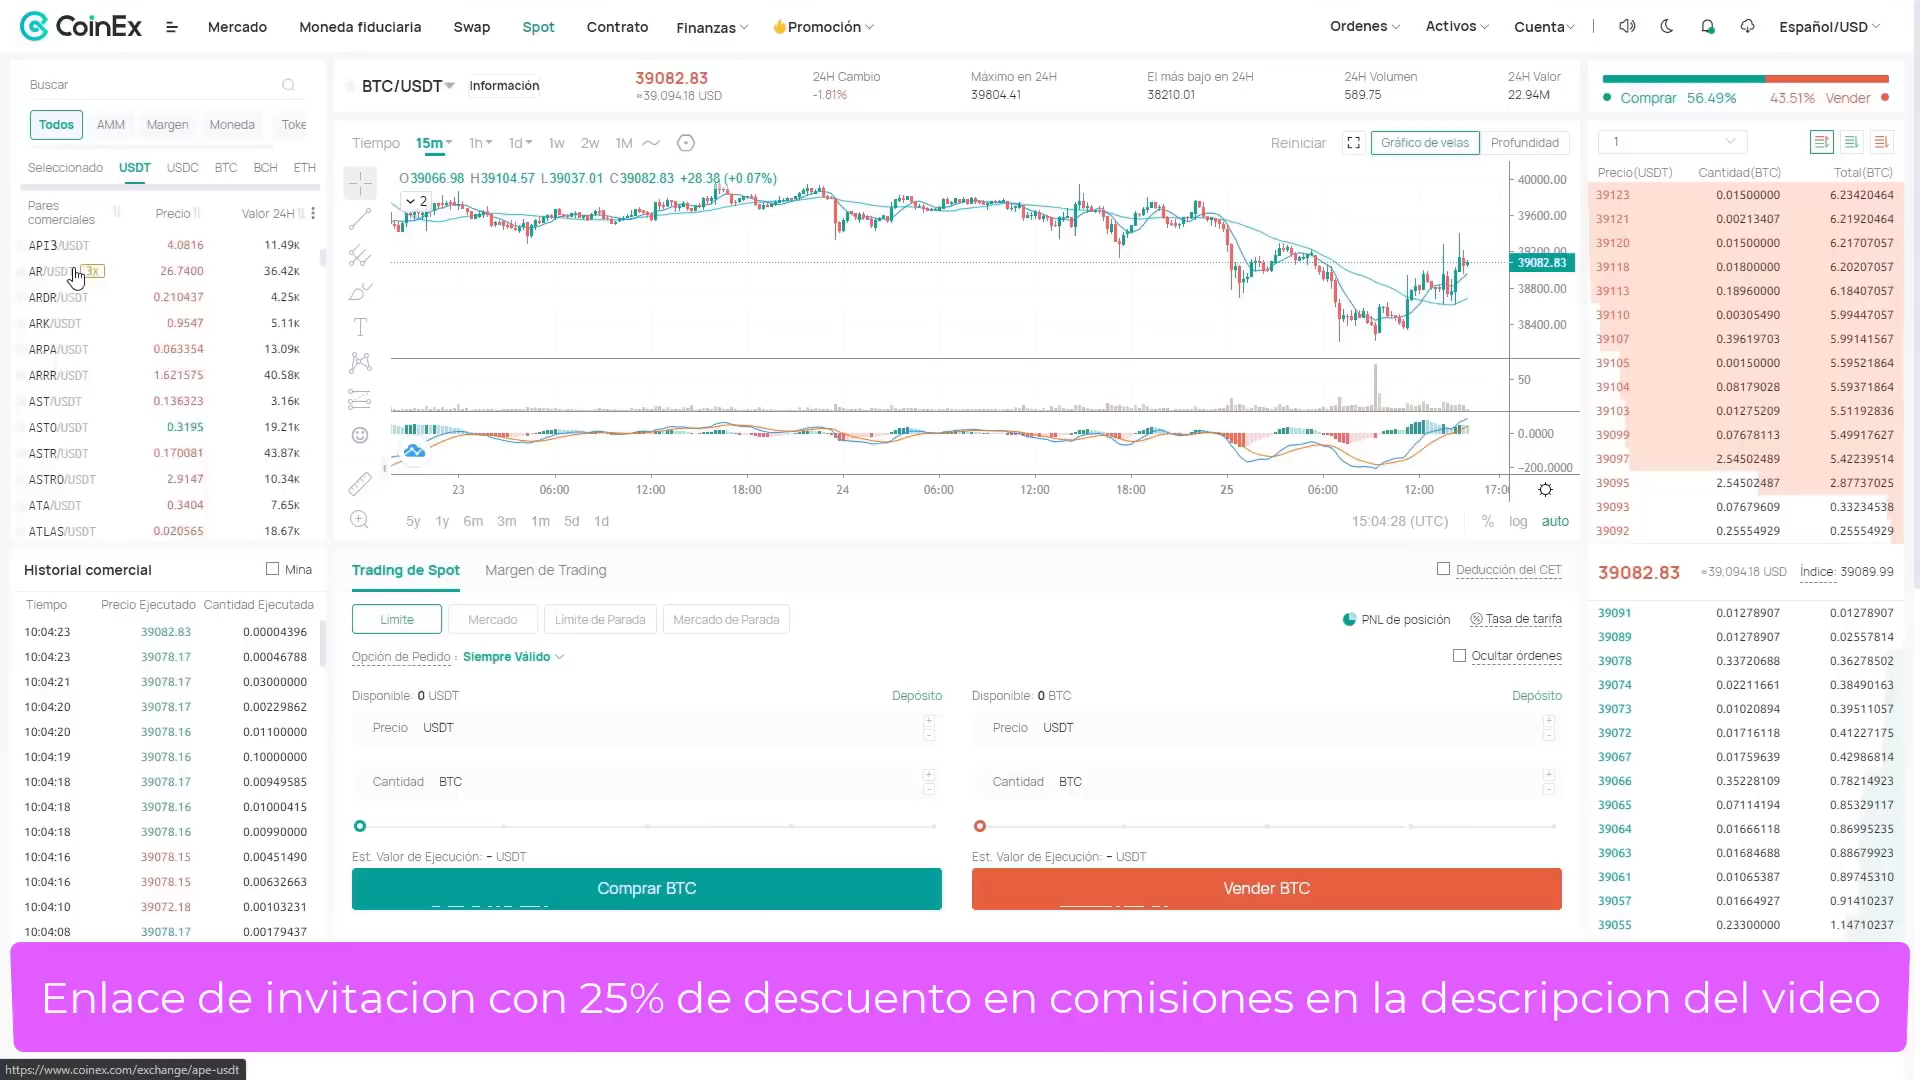 CoinEx
Mercado
Moneda fiduciaria
Swap
Spot
Contrato
Finanzas
Promoción
Ordenes
Activos
Cuenta
Español/USD
Buscar
Todos
AMM
Margen
Moneda
Toke
Seleccionado
USDT
USDC
BTC
BCH
ETH
Pares comerciales
Precio
Valor 24H
API3/USDT 4.0816 11.49K
AR/USDT 3x 26.7400 36.42K
ARDR/USDT 0.210437 4.25K
ARK/USDT 0.9547 5.11K
ARPA/USDT 0.063354 13.09K
ARRR/USDT 1.621575 40.58K
AST/USDT 0.136323 3.16K
ASTO/USDT 0.3195 19.21K
ASTR/USDT 0.170081 43.87K
ASTRO/USDT 2.9147 10.34K
ATA/USDT 0.3404 7.65K
ATLAS/USDT 0.020565 18.67K
BTC/USDT
Información
39082.83
≈39,094.18 USD
24H Cambio
-1.81%
Máximo en 24H
39804.41
El más bajo en 24H
38210.01
24H Volumen
589.75
24H Valor
22.94M
Tiempo 15m 1h 1d 1w 2w 1M
Reiniciar
Gráfico de velas
Profundidad
O39066.98 H39104.57 L39037.01 C39082.83 +28.38 (+0.07%)
2
40000.00
39600.00
39200.00
39082.83
38800.00
38400.00
50
0.0000
-200.0000
23 06:00 12:00 18:00 24 06:00 12:00 18:00 25 06:00 12:00 17:00
5y 1y 6m 3m 1m 5d 1d
15:04:28 (UTC) % log auto
Comprar 56.49%
43.51% Vender
1
Precio(USDT) Cantidad(BTC) Total(BTC)
39123 0.01500000 6.23420464
39121 0.00213407 6.21920464
39120 0.01500000 6.21707057
39118 0.01800000 6.20207057
39113 0.18960000 6.18407057
39110 0.00305490 5.99447057
39107 0.39619703 5.99141567
39105 0.00150000 5.59521864
39104 0.08179028 5.59371864
39103 0.01275209 5.51192836
39099 0.07678113 5.49917627
39097 2.54502489 5.42239514
39095 2.54502487 2.87737025
39093 0.07679609 0.33234538
39092 0.25554929 0.25554929
39082.83 ≈39,094.18 USD Índice: 39089.99
39091 0.01278907 0.01278907
39089 0.01278907 0.02557814
39078 0.33720688 0.36278502
39074 0.02211661 0.38490163
39073 0.01020894 0.39511057
39072 0.01716118 0.41227175
39067 0.01759639 0.42986814
39066 0.35228109 0.78214923
39065 0.07114194 0.85329117
39064 0.01666118 0.86995235
39063 0.01684688 0.88679923
39061 0.01065387 0.89745310
39057 0.01664927 0.91410237
39055 0.23300000 1.14710237
Historial comercial
Mina
Tiempo Precio Ejecutado Cantidad Ejecutada
10:04:23 39082.83 0.00004396
10:04:23 39078.17 0.00046788
10:04:21 39078.17 0.03000000
10:04:20 39078.17 0.00229862
10:04:20 39078.16 0.01100000
10:04:19 39078.16 0.10000000
10:04:18 39078.17 0.00949585
10:04:18 39078.16 0.01000415
10:04:18 39078.16 0.00990000
10:04:16 39078.15 0.00451490
10:04:16 39078.15 0.00632663
10:04:10 39072.18 0.00103231
10:04:08 39078.17 0.00179437
Trading de Spot
Margen de Trading
Deducción del CET
Límite
Mercado
Límite de Parada
Mercado de Parada
PNL de posición
Tasa de tarifa
Opción de Pedido : Siempre Válido
Ocultar órdenes
Disponible: 0 USDT
Depósito
Precio USDT
Cantidad BTC
Est. Valor de Ejecución: - USDT
Comprar BTC
Disponible: 0 BTC
Depósito
Precio USDT
Cantidad BTC
Est. Valor de Ejecución: - USDT
Vender BTC
Enlace de invitacion con 25% de descuento en comisiones en la descripcion del video
https://www.coinex.com/exchange/ape-usdt